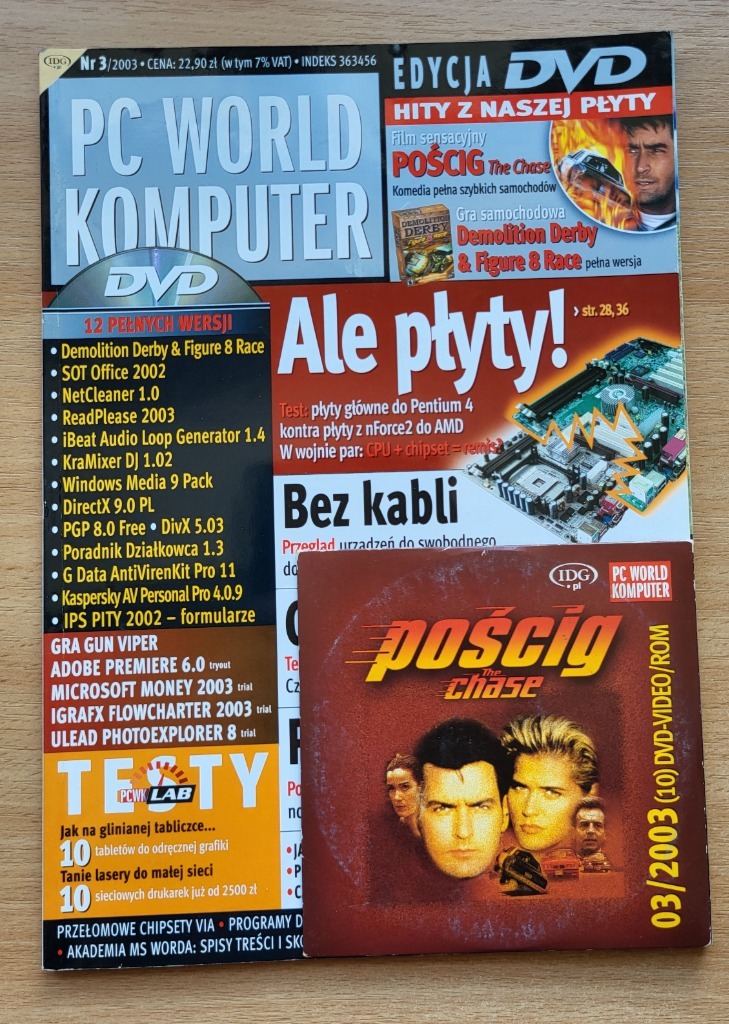 IDG .pl
Nr 3/2003 • CENA: 22,90 zł (w tym 7% VAT) • INDEKS 363456
PC WORLD
KOMPUTER
EDYCJA DVD
HITY Z NASZEJ PŁYTY
Film sensacyjny
POŚCIG The Chase
Komedia pełna szybkich samochodów
DEMOLITION
DERBY
Gra samochodowa
Demolition Derby
& Figure 8 Race pełna wersja
DVD
12 PEŁNYCH WERSJI
• Demolition Derby & Figure 8 Race
• SOT Office 2002
• NetCleaner 1.0
• ReadPlease 2003
• iBeat Audio Loop Generator 1.4
• KraMixer DJ 1.02
• Windows Media 9 Pack
• DirectX 9.0 PL
• PGP 8.0 Free • DivX 5.03
• Poradnik Działkowca 1.3
• G Data AntiVirenKit Pro 11
• Kaspersky AV Personal Pro 4.0.9
• IPS PITY 2002 – formularze
GRA GUN VIPER
ADOBE PREMIERE 6.0 tryout
MICROSOFT MONEY 2003 trial
IGRAFX FLOWCHARTER 2003 trial
ULEAD PHOTOEXPLORER 8 trial
TESTY
PCWK LAB
Jak na glinianej tabliczce...
10 tabletów do odręcznej grafiki
Tanie lasery do małej sieci
10 sieciowych drukarek już od 2500 zł
Ale płyty!
› str. 28, 36
Test: płyty główne do Pentium 4
kontra płyty z nForce2 do AMD
W wojnie par: CPU + chipset = remis?
Bez kabli
Przegląd urządzeń do swobodnego
PRZEŁOMOWE CHIPSETY VIA • PROGRAMY D
• AKADEMIA MS WORDA: SPISY TREŚCI I SKO
IDG .pl
PC WORLD
KOMPUTER
pościg
The
chase
03/2003 (10) DVD-VIDEO/ROM